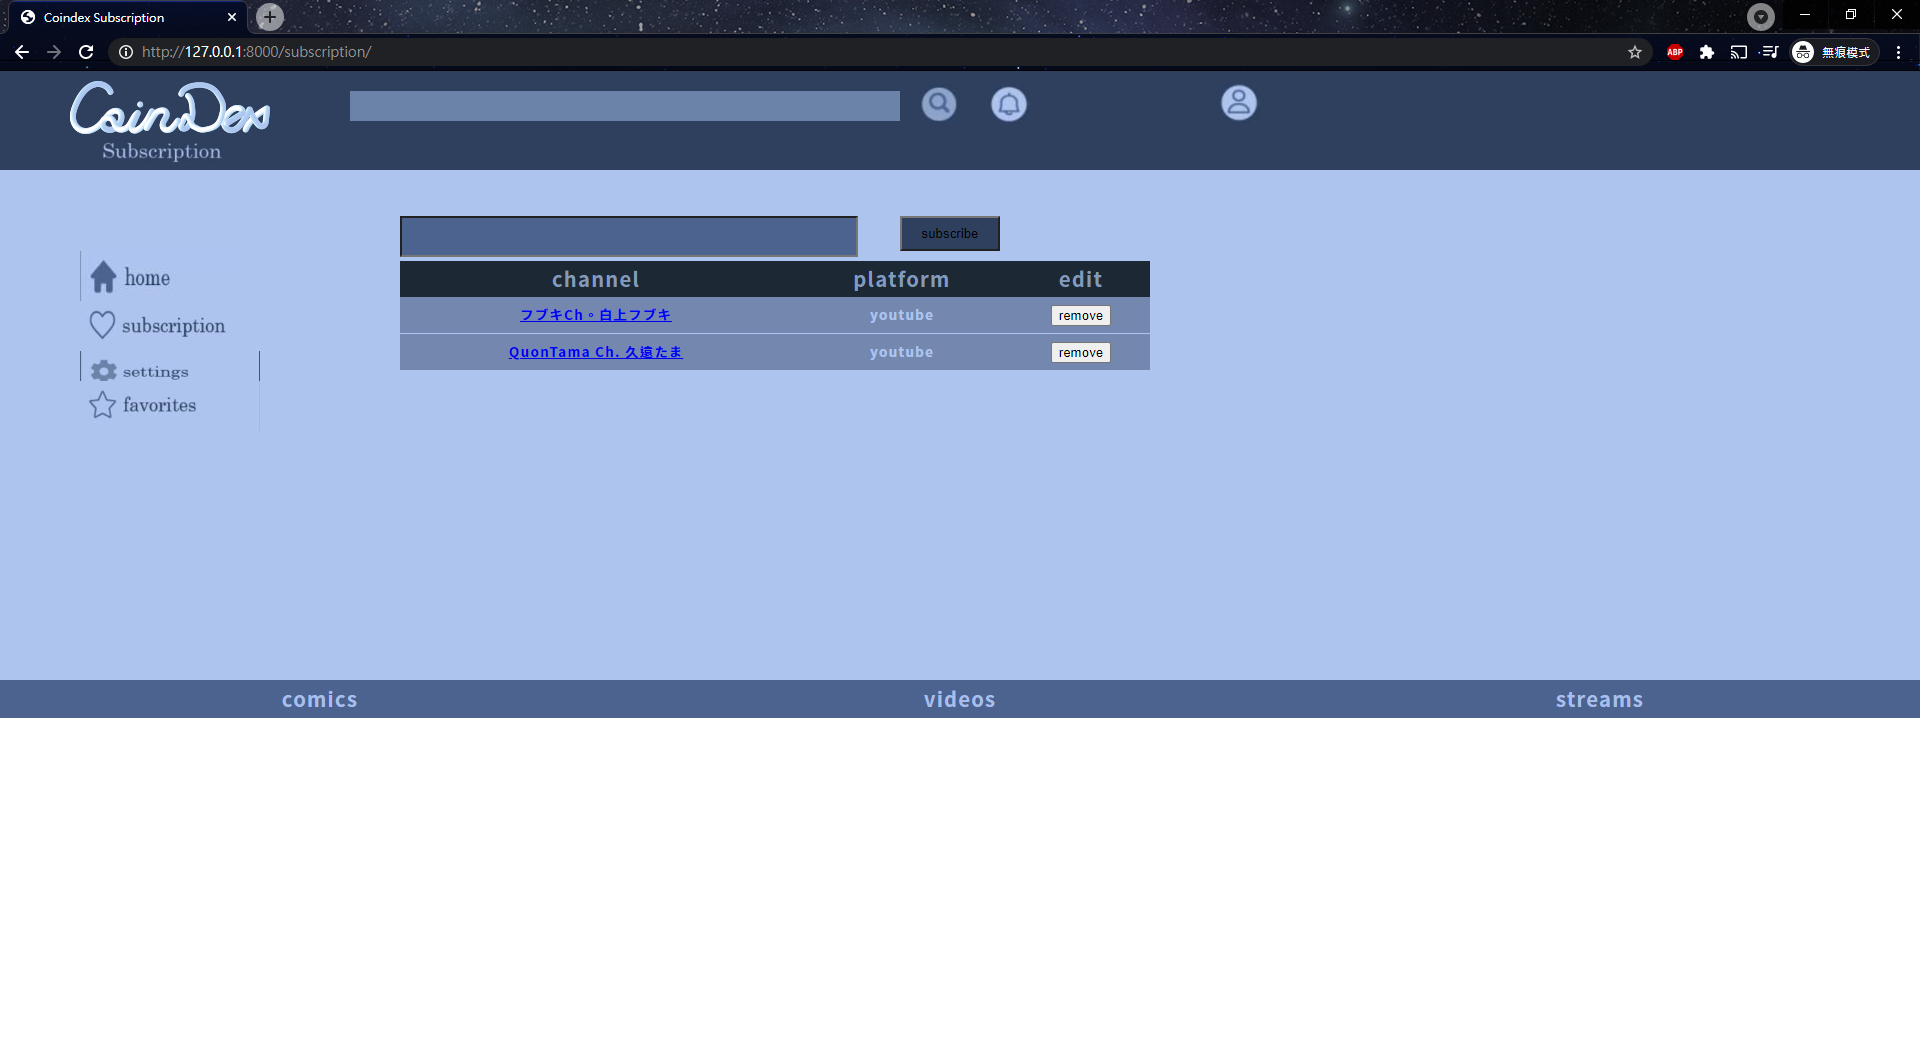 Coindex Subscription
http://127.0.0.1:8000/subscription/
ABP
無痕模式
CoinDex
Subscription
subscribe
home
subscription
settings
favorites
channel platform edit
フブキCh。白上フブキ youtube remove
QuonTama Ch. 久遠たま youtube remove
comics videos streams